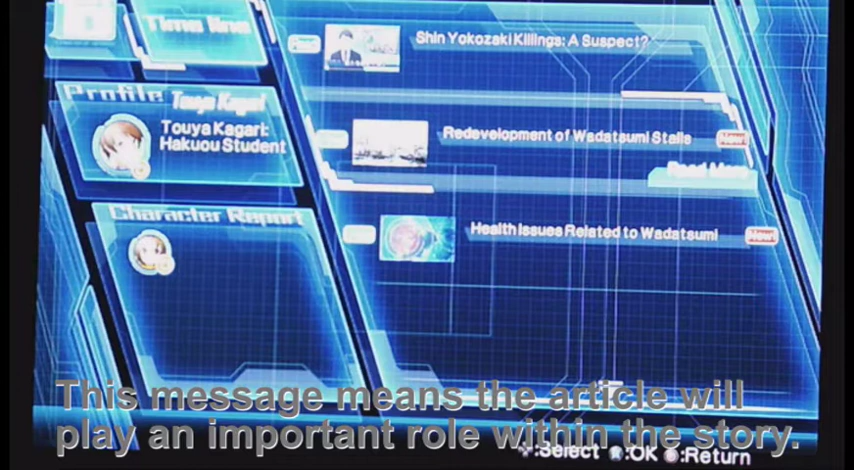 Time line
Profile
Touya Kagari
Touya Kagari:
Hakuou Student
Character Report
Shin Yokozaki Killings: A Suspect?
Redevelopment of Wadatsumi Stalls
New!
Read More
Health Issues Related to Wadatsumi
New!
This message means the article will
play an important role within the story.
:Select :OK :Return